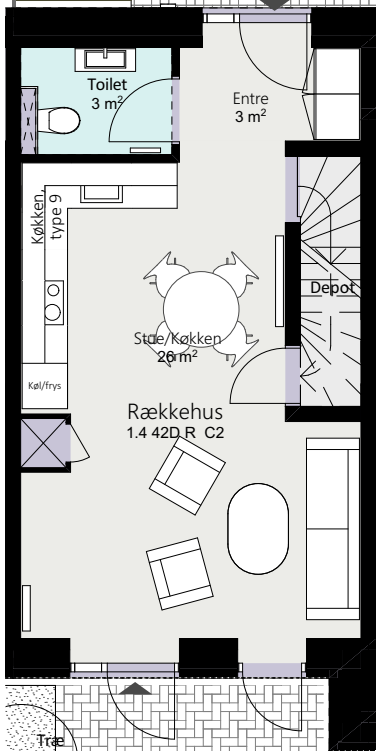 Toilet
3 m²
Entre
3 m²
Køkken,
type 9
Depot
Stue/Køkken
26 m²
Køl/frys
Rækkehus
1.4 42D R C2
Træ